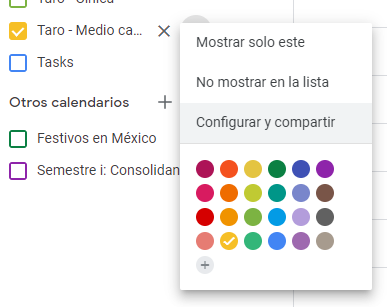 Taro - Clínica
Taro - Medio ca...
Tasks
Otros calendarios
Festivos en México
Semestre i: Consolidan
Mostrar solo este
No mostrar en la lista
Configurar y compartir